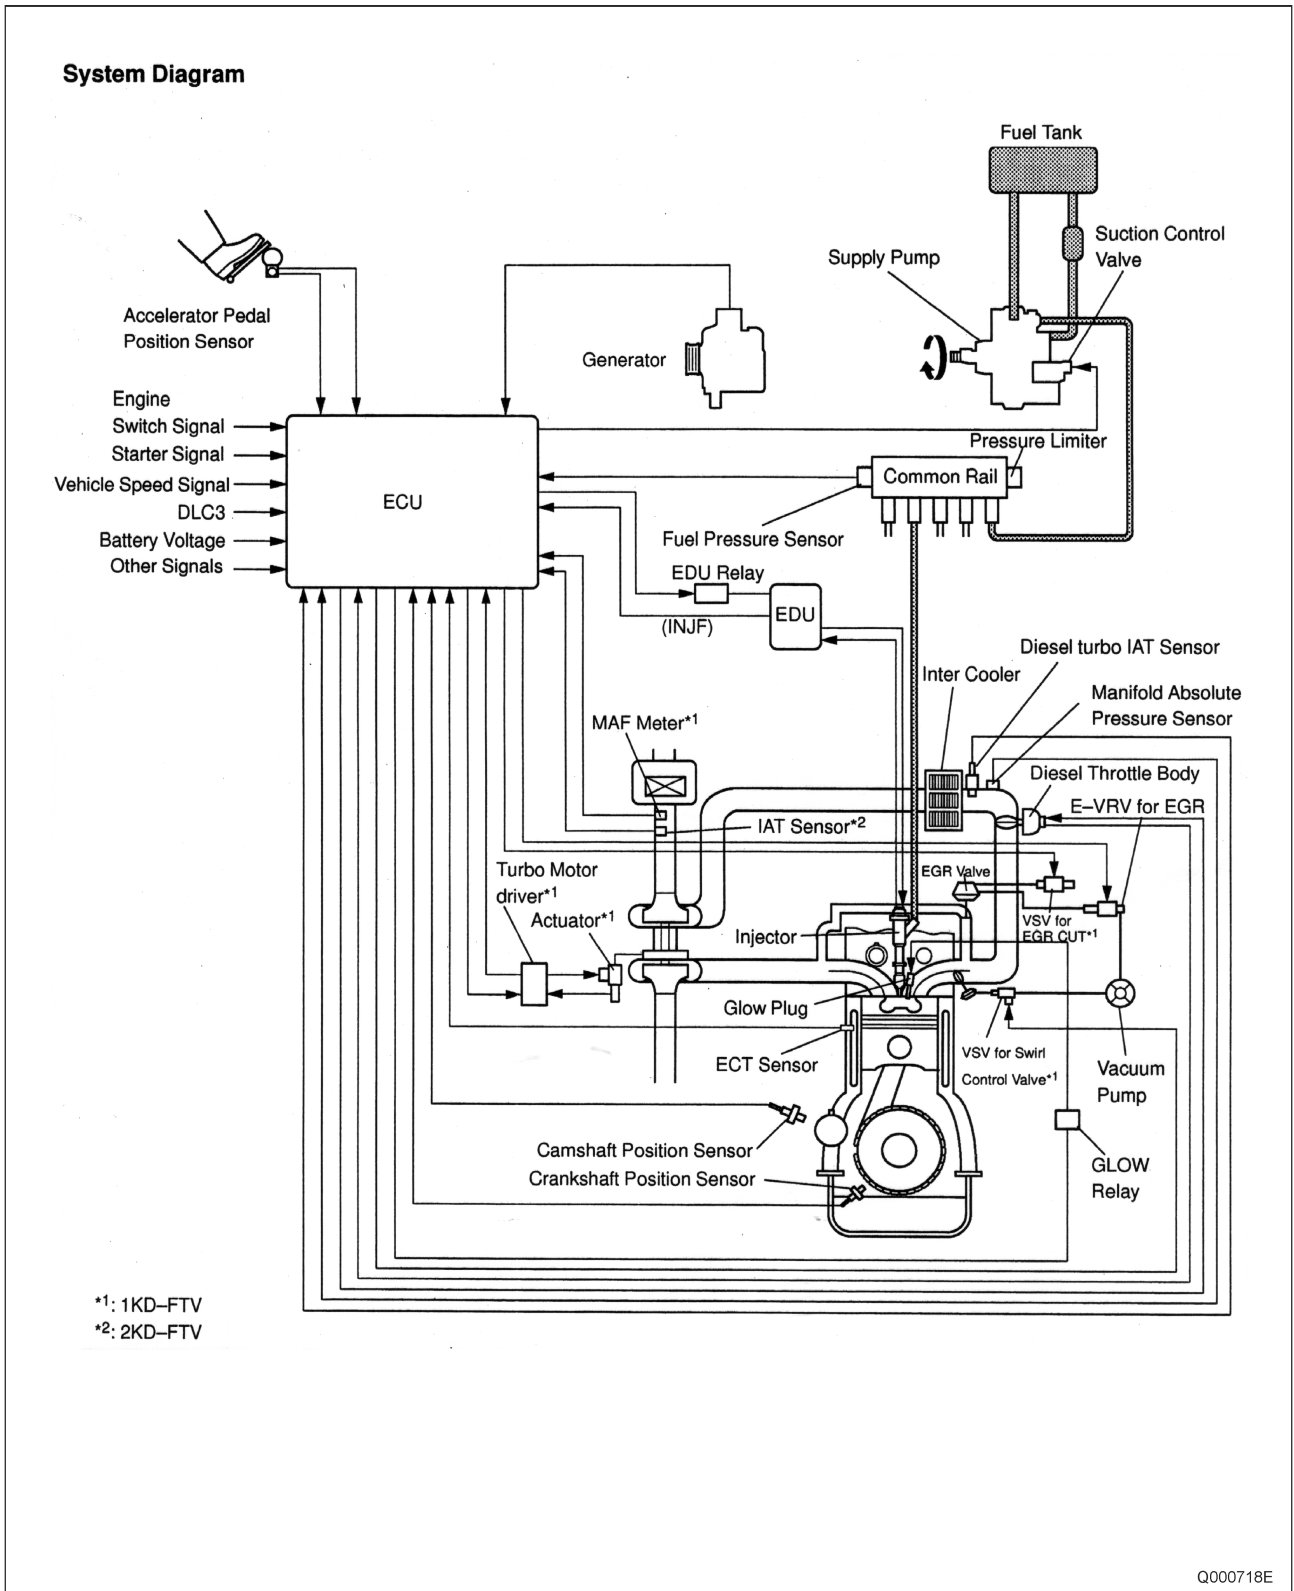 System Diagram
Fuel Tank
Suction Control
Valve
Supply Pump
Accelerator Pedal
Position Sensor
Generator
Engine
Switch Signal
Starter Signal
Vehicle Speed Signal
DLC3
Battery Voltage
Other Signals
ECU
Pressure Limiter
Common Rail
Fuel Pressure Sensor
EDU Relay
EDU
(INJF)
Diesel turbo IAT Sensor
Inter Cooler
Manifold Absolute
Pressure Sensor
MAF Meter*1
Diesel Throttle Body
E–VRV for EGR
IAT Sensor*2
Turbo Motor
driver*1
EGR Valve
Actuator*1
VSV for
EGR CUT*1
Injector
Glow Plug
ECT Sensor
VSV for Swirl
Control Valve*1
Vacuum
Pump
Camshaft Position Sensor
Crankshaft Position Sensor
GLOW
Relay
*1: 1KD–FTV
*2: 2KD–FTV
Q000718E